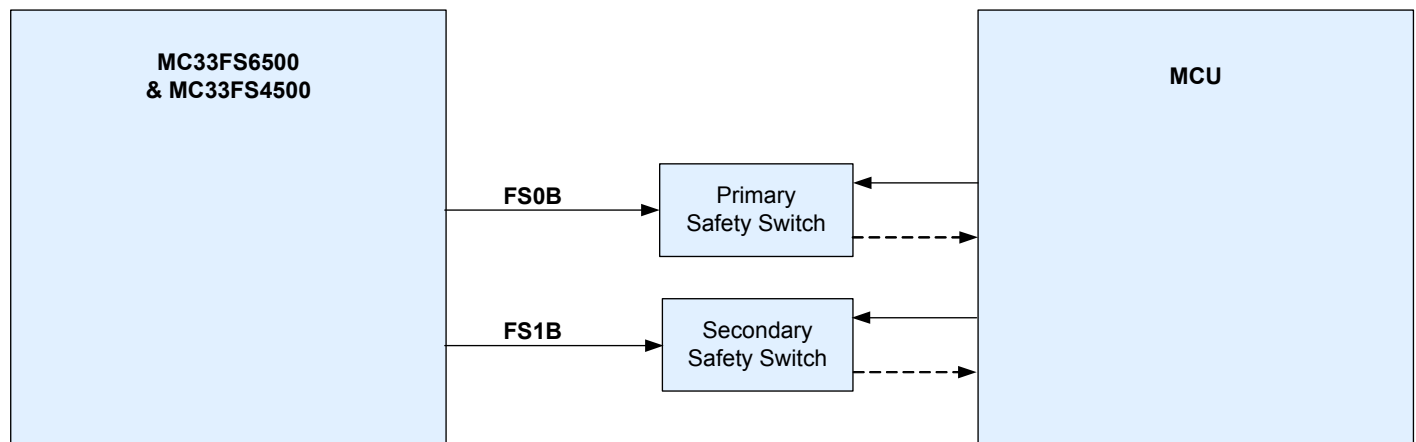 MC33FS6500
& MC33FS4500
MCU
FS0B
Primary
Safety Switch
FS1B
Secondary
Safety Switch